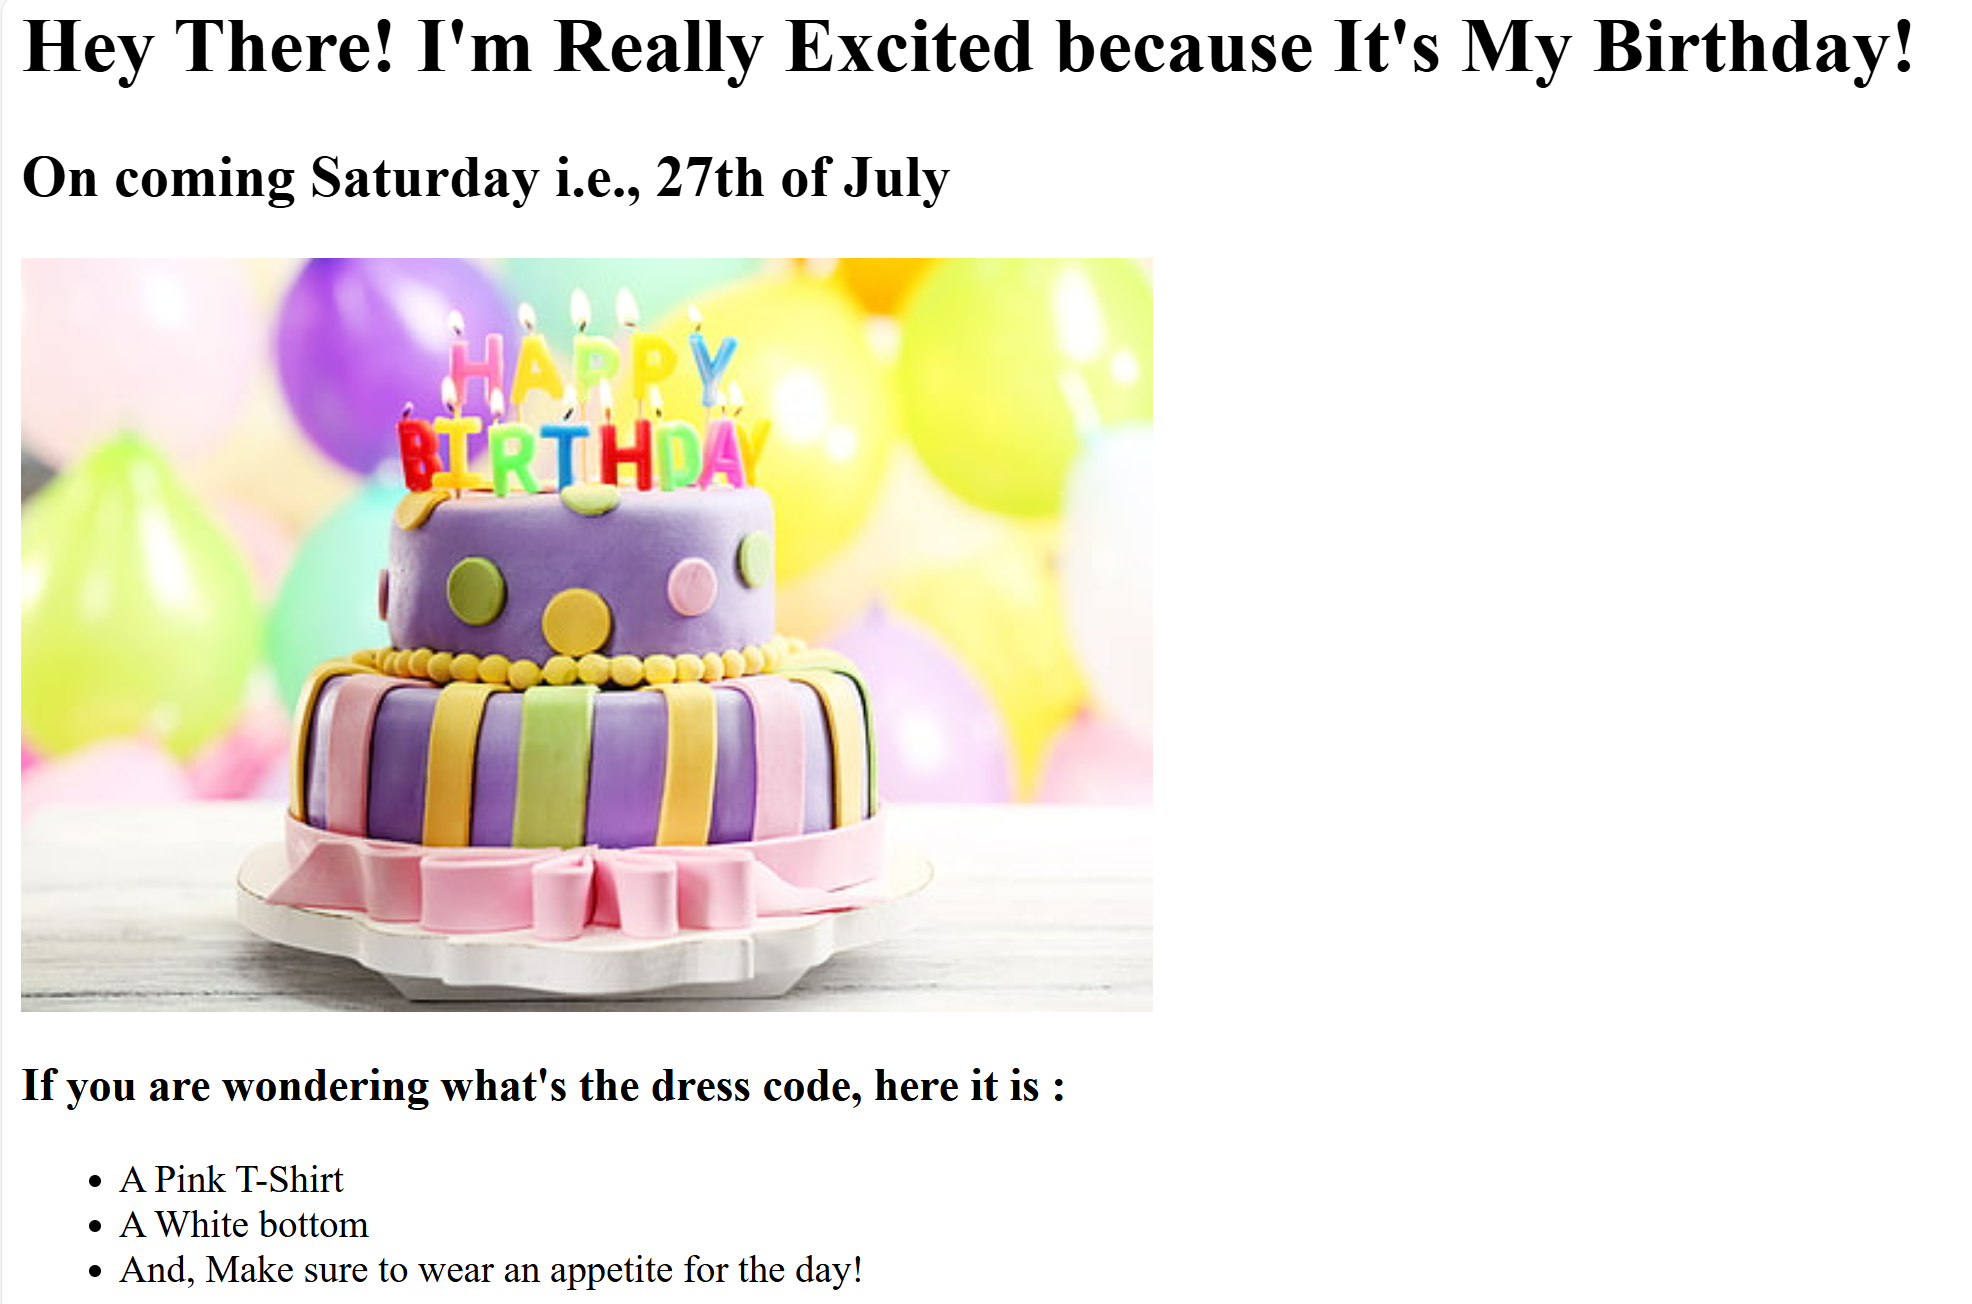 Hey There! I'm Really Excited because It's My Birthday!
On coming Saturday i.e., 27th of July
HAPPY
BIRTHDAY
If you are wondering what's the dress code, here it is :
A Pink T-Shirt
A White bottom
And, Make sure to wear an appetite for the day!